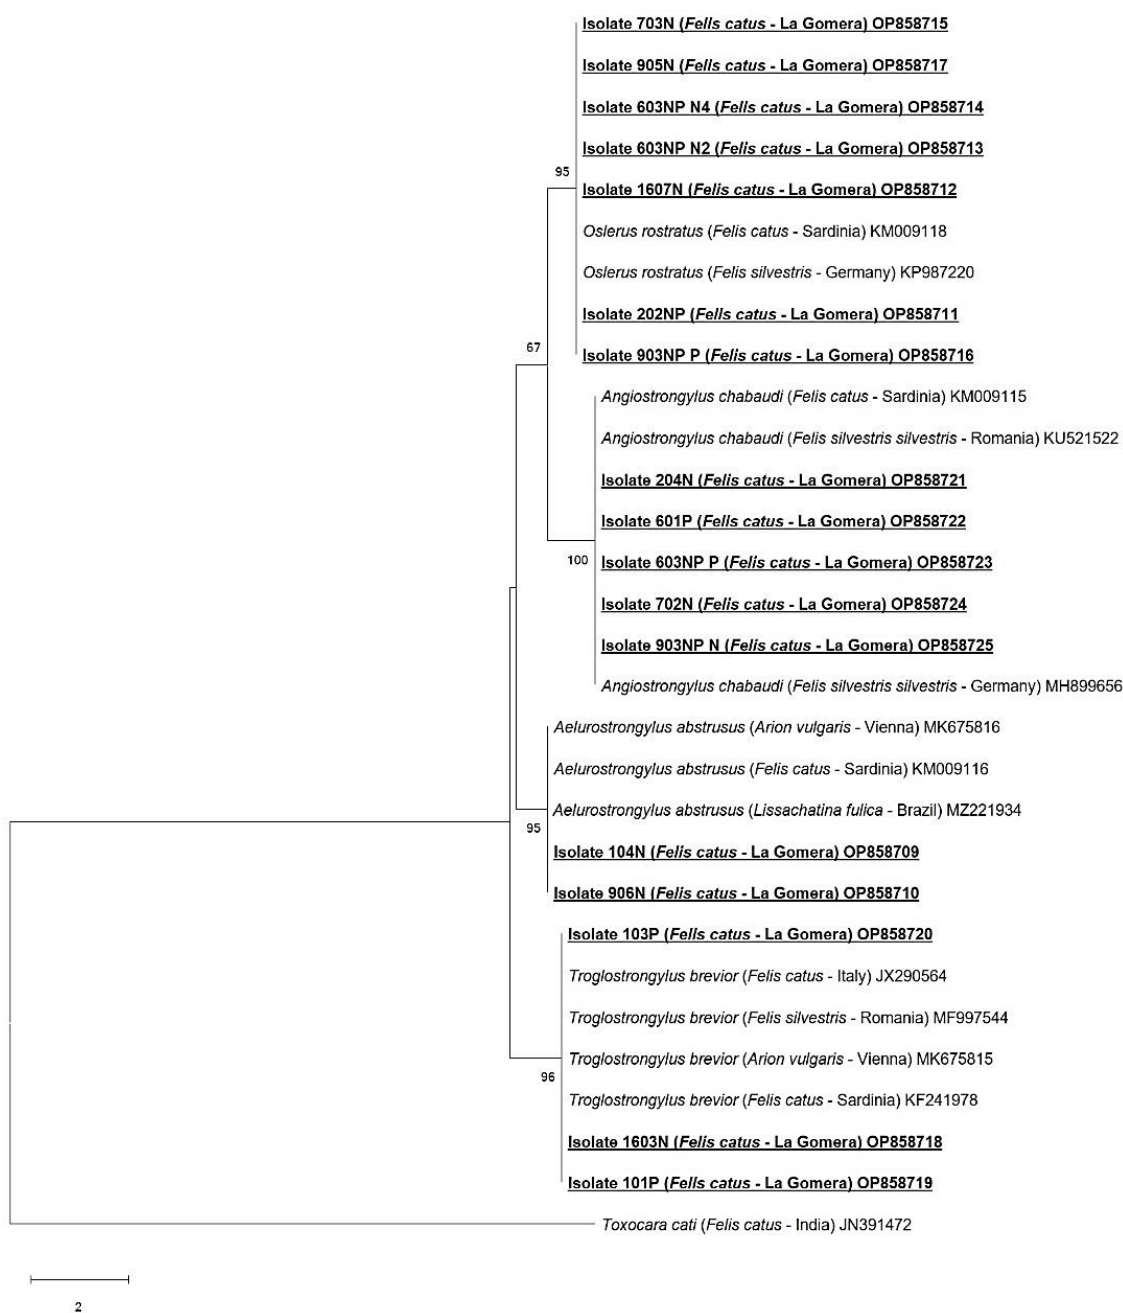 Isolate 703N (Felis catus - La Gomera) OP858715
Isolate 905N (Felis catus - La Gomera) OP858717
Isolate 603NP N4 (Felis catus - La Gomera) OP858714
Isolate 603NP N2 (Felis catus - La Gomera) OP858713
95
Isolate 1607N (Felis catus - La Gomera) OP858712
Oslerus rostratus (Felis catus - Sardinia) KM009118
Oslerus rostratus (Felis silvestris - Germany) KP987220
Isolate 202NP (Felis catus - La Gomera) OP858711
67
Isolate 903NP P (Felis catus - La Gomera) OP858716
Angiostrongylus chabaudi (Felis catus - Sardinia) KM009115
Angiostrongylus chabaudi (Felis silvestris silvestris - Romania) KU521522
Isolate 204N (Felis catus - La Gomera) OP858721
Isolate 601P (Felis catus - La Gomera) OP858722
100
Isolate 603NP P (Felis catus - La Gomera) OP858723
Isolate 702N (Felis catus - La Gomera) OP858724
Isolate 903NP N (Felis catus - La Gomera) OP858725
Angiostrongylus chabaudi (Felis silvestris silvestris - Germany) MH899656
Aelurostrongylus abstrusus (Arion vulgaris - Vienna) MK675816
Aelurostrongylus abstrusus (Felis catus - Sardinia) KM009116
Aelurostrongylus abstrusus (Lissachatina fulica - Brazil) MZ221934
95
Isolate 104N (Felis catus - La Gomera) OP858709
Isolate 906N (Felis catus - La Gomera) OP858710
Isolate 103P (Felis catus - La Gomera) OP858720
Troglostrongylus brevior (Felis catus - Italy) JX290564
Troglostrongylus brevior (Felis silvestris - Romania) MF997544
Troglostrongylus brevior (Arion vulgaris - Vienna) MK675815
96
Troglostrongylus brevior (Felis catus - Sardinia) KF241978
Isolate 1603N (Felis catus - La Gomera) OP858718
Isolate 101P (Felis catus - La Gomera) OP858719
Toxocara cati (Felis catus - India) JN391472
2